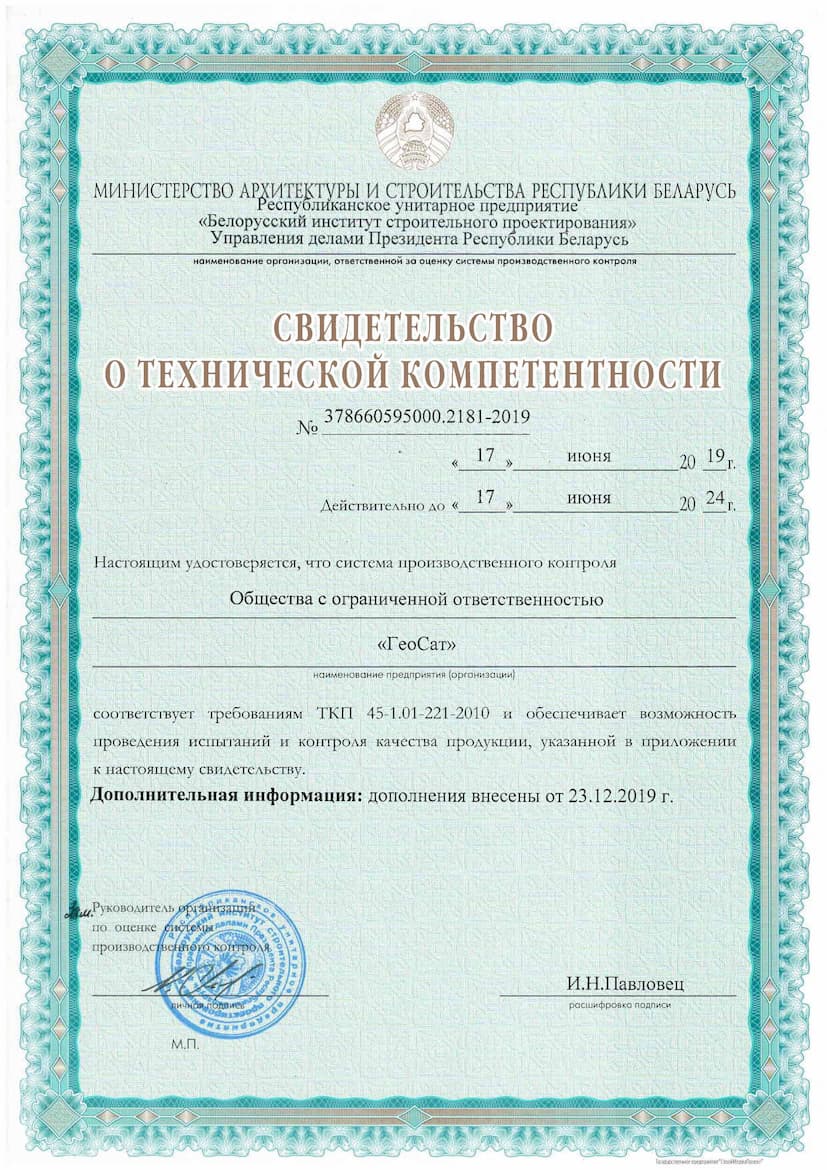 МИНИСТЕРСТВО АРХИТЕКТУРЫ И СТРОИТЕЛЬСТВА РЕСПУБЛИКИ БЕЛАРУСЬ
Республиканское унитарное предприятие
«Белорусский институт строительного проектирования»
Управления делами Президента Республики Беларусь
наименование организации, ответственной за оценку системы производственного контроля
СВИДЕТЕЛЬСТВО
О ТЕХНИЧЕСКОЙ КОМПЕТЕНТНОСТИ
№ 378660595000.2181-2019
« 17 » июня 20 19 г.
Действительно до « 17 » июня 20 24 г.
Настоящим удостоверяется, что система производственного контроля
Общества с ограниченной ответственностью
«ГеоСат»
наименование предприятия (организации)
соответствует требованиям ТКП 45-1.01-221-2010 и обеспечивает возможность
проведения испытаний и контроля качества продукции, указанной в приложении
к настоящему свидетельству.
Дополнительная информация: дополнения внесены от 23.12.2019 г.
Руководитель организации
по оценке системы
производственного контроля
И.Н.Павловец
личная подпись расшифровка подписи
М.П.